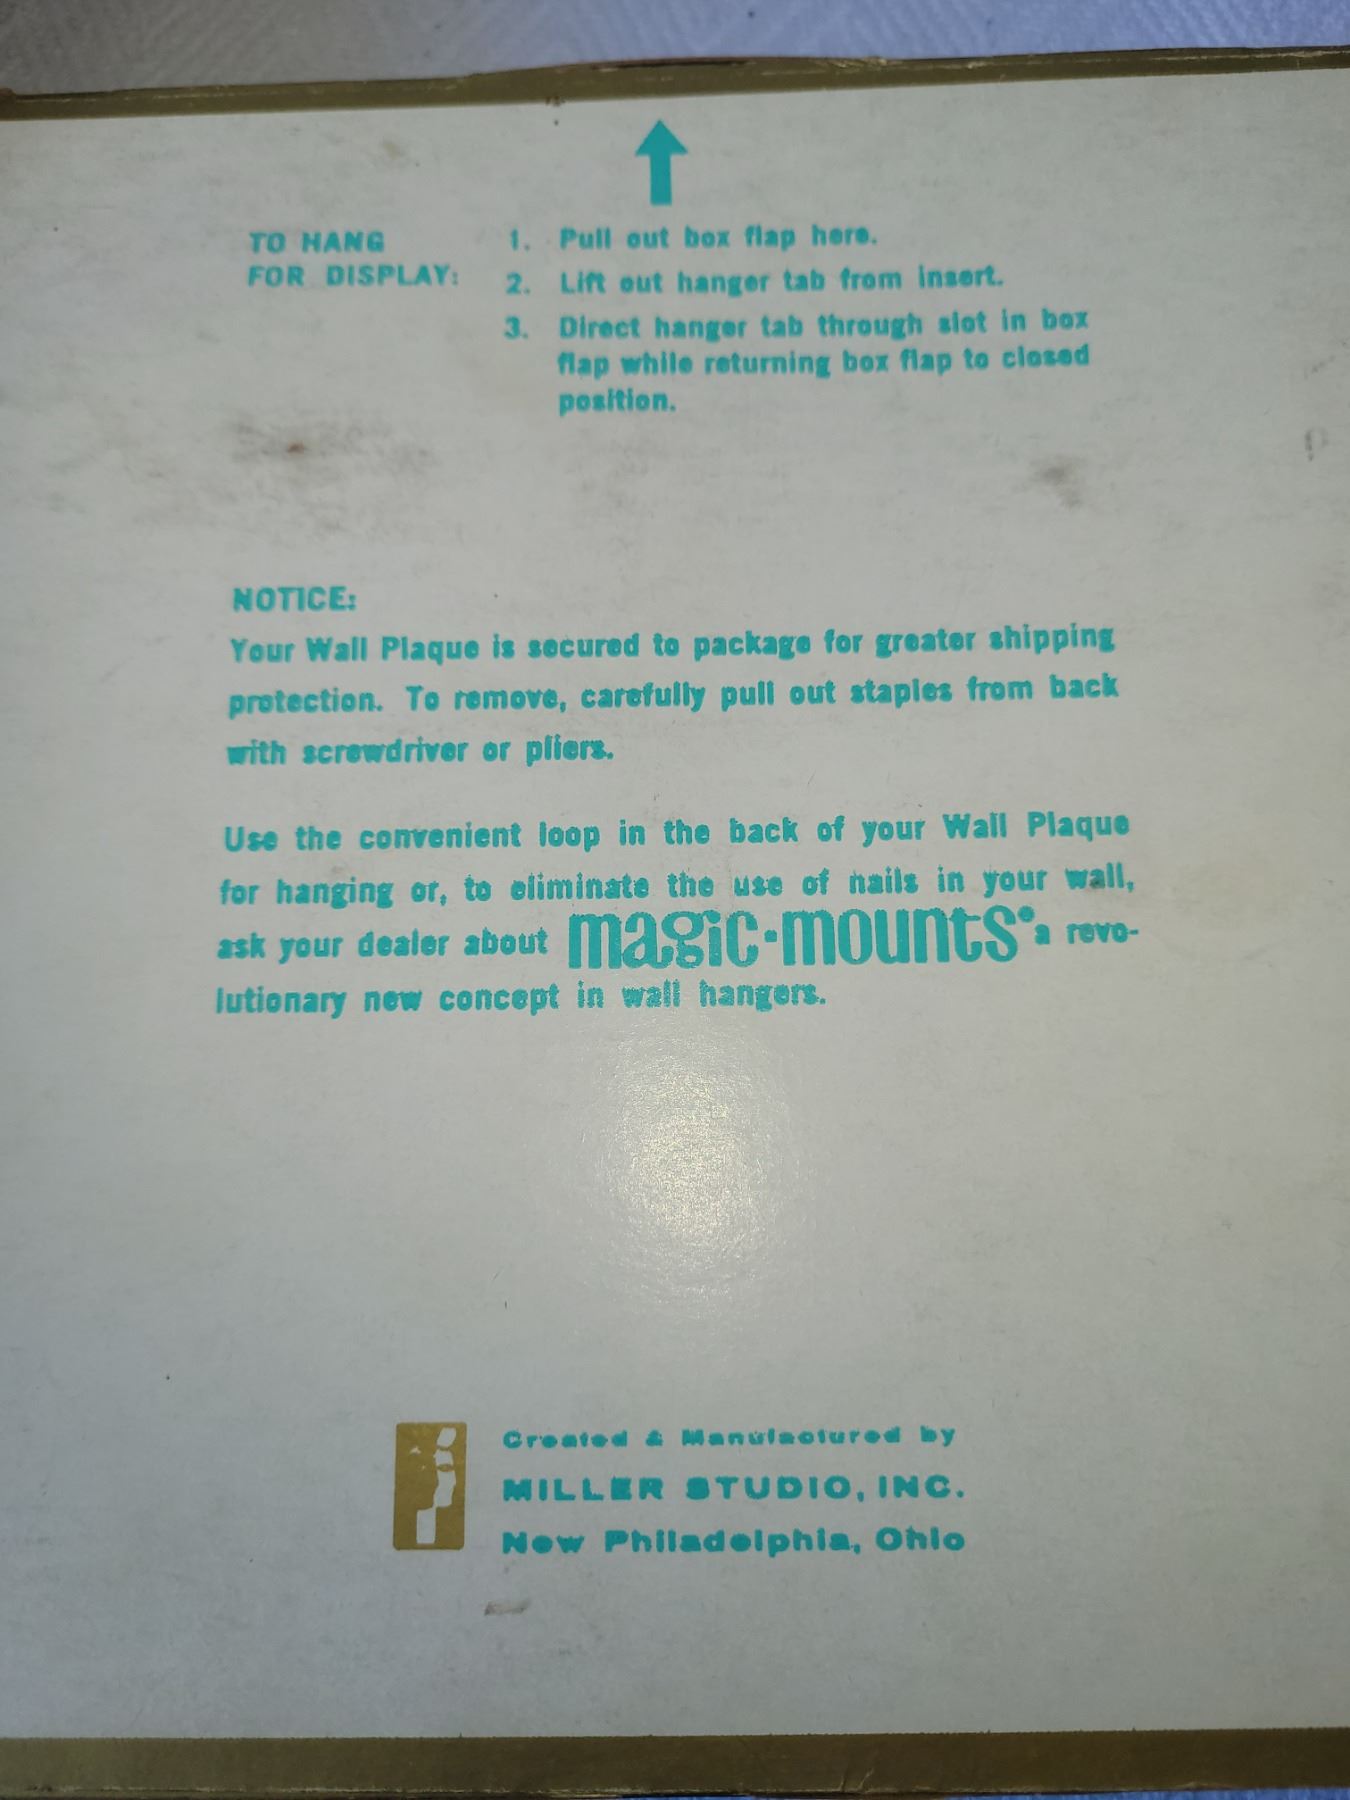 TO HANG
FOR DISPLAY:
1. Pull out box flap here.
2. Lift out hanger tab from insert.
3. Direct hanger tab through slot in box
flap while returning box flap to closed
position.
NOTICE:
Your Wall Plaque is secured to package for greater shipping
protection. To remove, carefully pull out staples from back
with screwdriver or pliers.
Use the convenient loop in the back of your Wall Plaque
for hanging or, to eliminate the use of nails in your wall,
ask your dealer about magic-mounts® a revo-
lutionary new concept in wall hangers.
Created & Manufactured by
MILLER STUDIO, INC.
New Philadelphia, Ohio